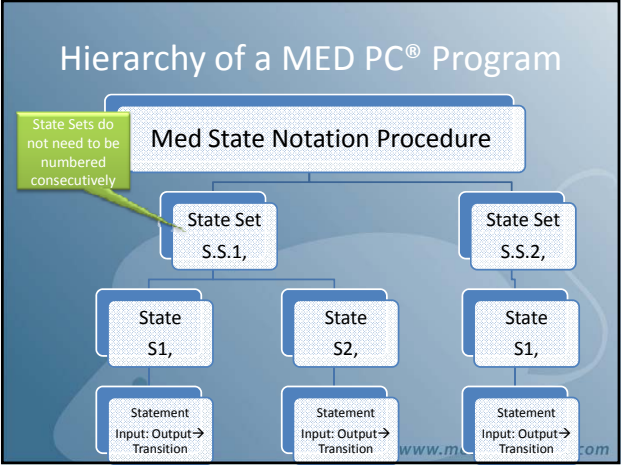 Hierarchy of a MED PC® Program
State Sets do
not need to be
numbered
consecutively
Med State Notation Procedure
State Set
S.S.1,
State Set
S.S.2,
State
S1,
State
S2,
State
S1,
Statement
Input: Output→
Transition
Statement
Input: Output→
Transition
Statement
Input: Output→
Transition